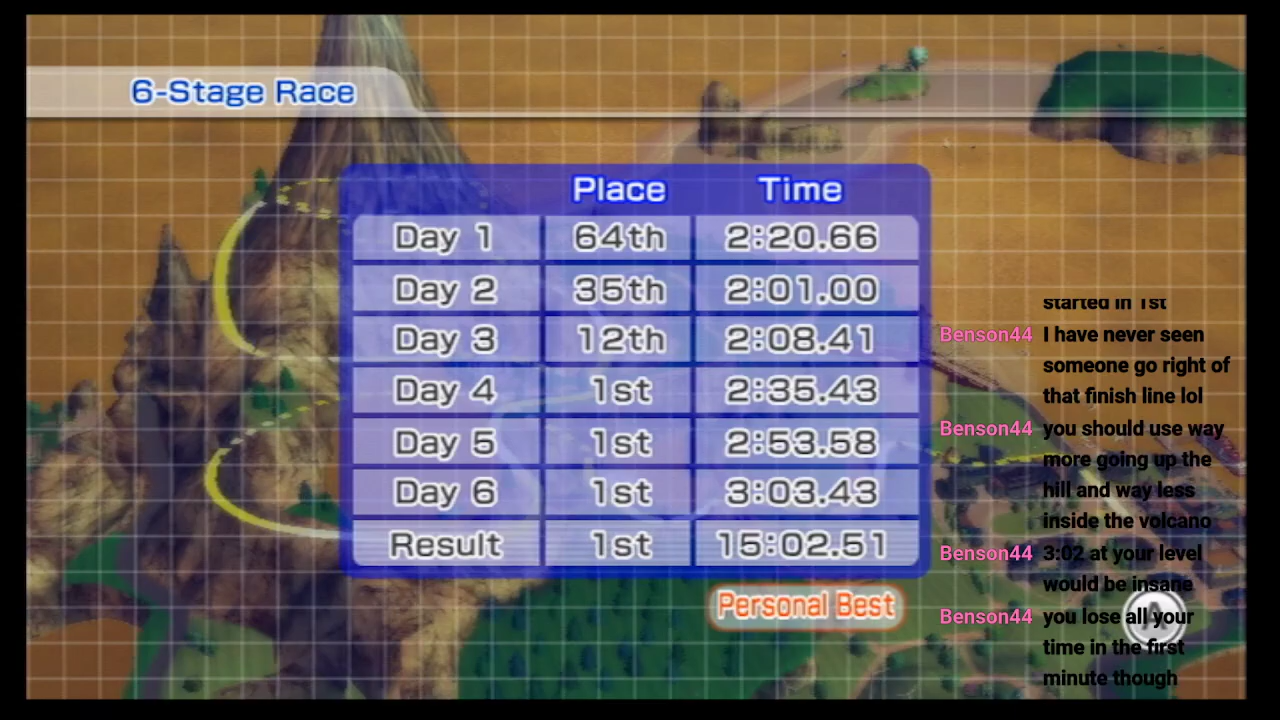 6-Stage Race
Place Time
Day 1 64th 2:20.66
Day 2 35th 2:01.00
Day 3 12th 2:08.41
Day 4 1st 2:35.43
Day 5 1st 2:53.58
Day 6 1st 3:03.43
Result 1st 15:02.51
Personal Best
A
started in 1st
Benson44 I have never seen
someone go right of
that finish line lol
Benson44 you should use way
more going up the
hill and way less
inside the volcano
Benson44 3:02 at your level
would be insane
Benson44 you lose all your
time in the first
minute though